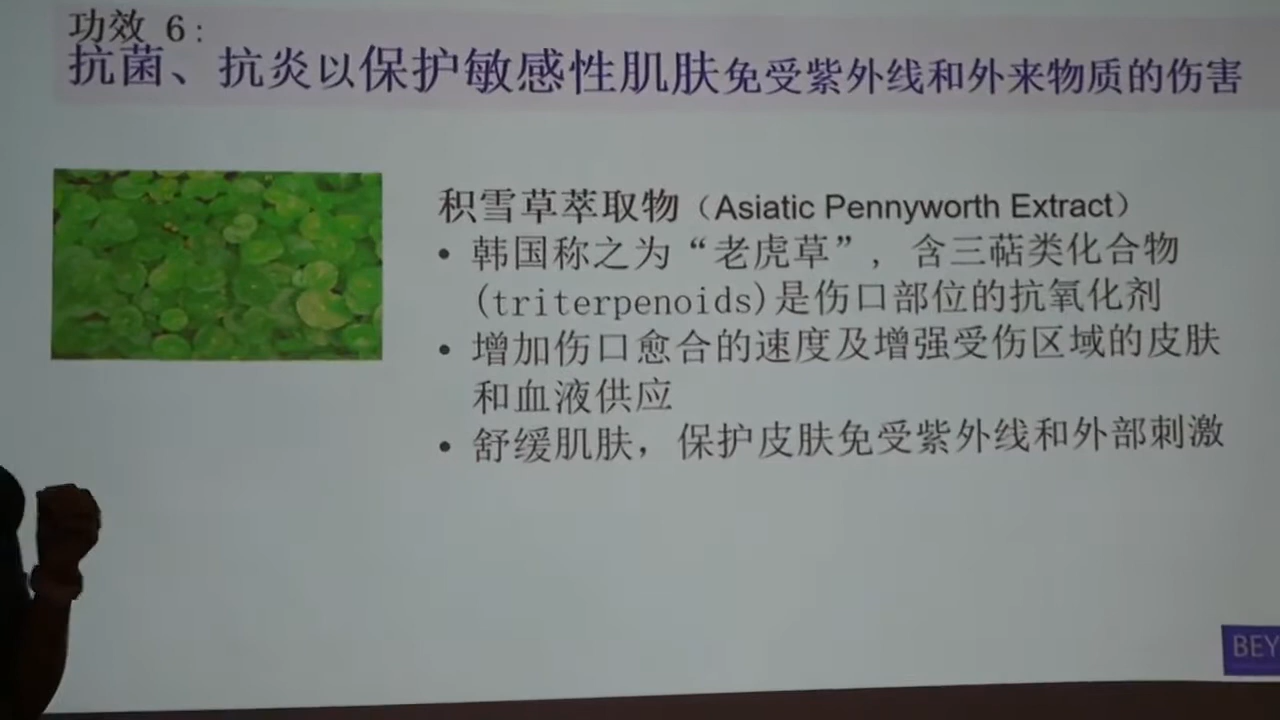 功效 6:
抗菌、抗炎以保护敏感性肌肤免受紫外线和外来物质的伤害
积雪草萃取物（Asiatic Pennyworth Extract）
• 韩国称之为“老虎草”, 含三萜类化合物
(triterpenoids)是伤口部位的抗氧化剂
• 增加伤口愈合的速度及增强受伤区域的皮肤
和血液供应
• 舒缓肌肤，保护皮肤免受紫外线和外部刺激
BEY